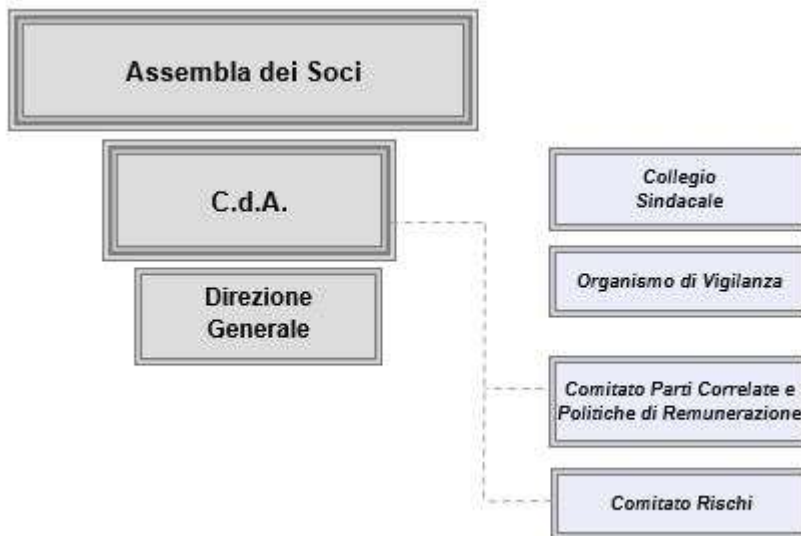 Assembla dei Soci
C.d.A.
Direzione
Generale
Collegio
Sindacale
Organismo di Vigilanza
Comitato Parti Correlate e
Politiche di Remunerazione
Comitato Rischi